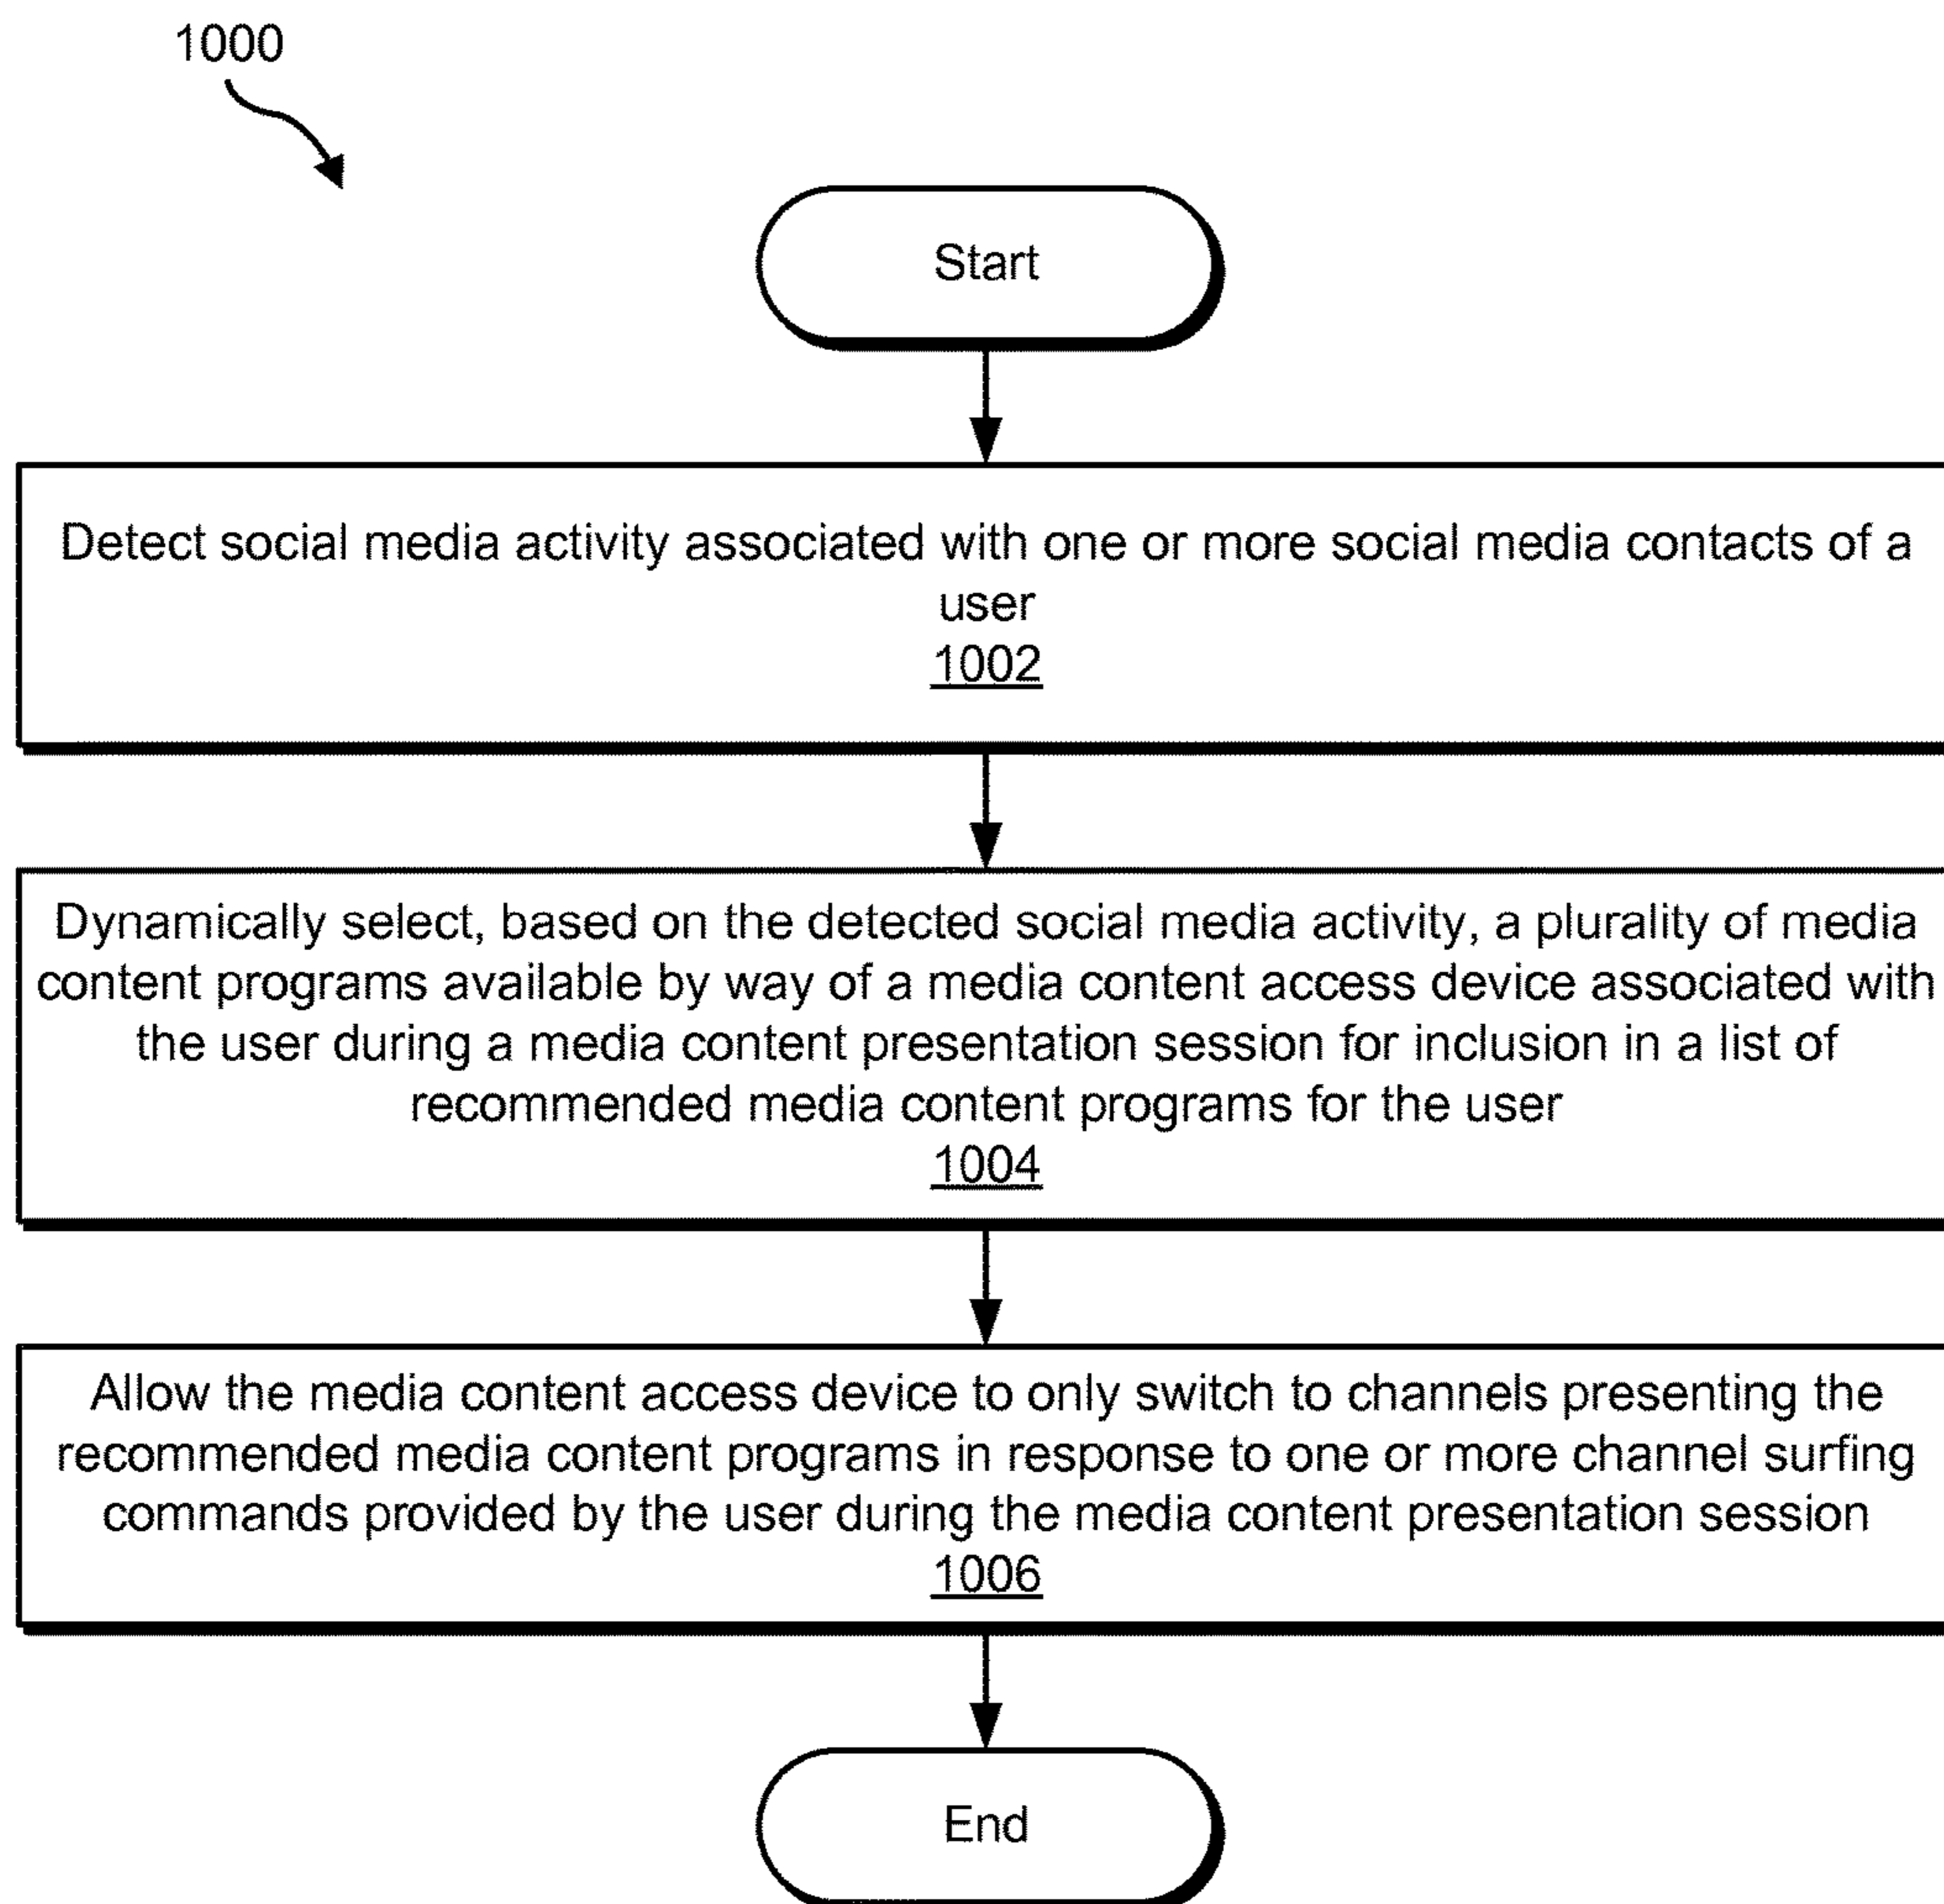 1000
Start
Detect social media activity associated with one or more social media contacts of a
user
1002
Dynamically select, based on the detected social media activity, a plurality of media
content programs available by way of a media content access device associated with
the user during a media content presentation session for inclusion in a list of
recommended media content programs for the user
1004
Allow the media content access device to only switch to channels presenting the
recommended media content programs in response to one or more channel surfing
commands provided by the user during the media content presentation session
1006
End